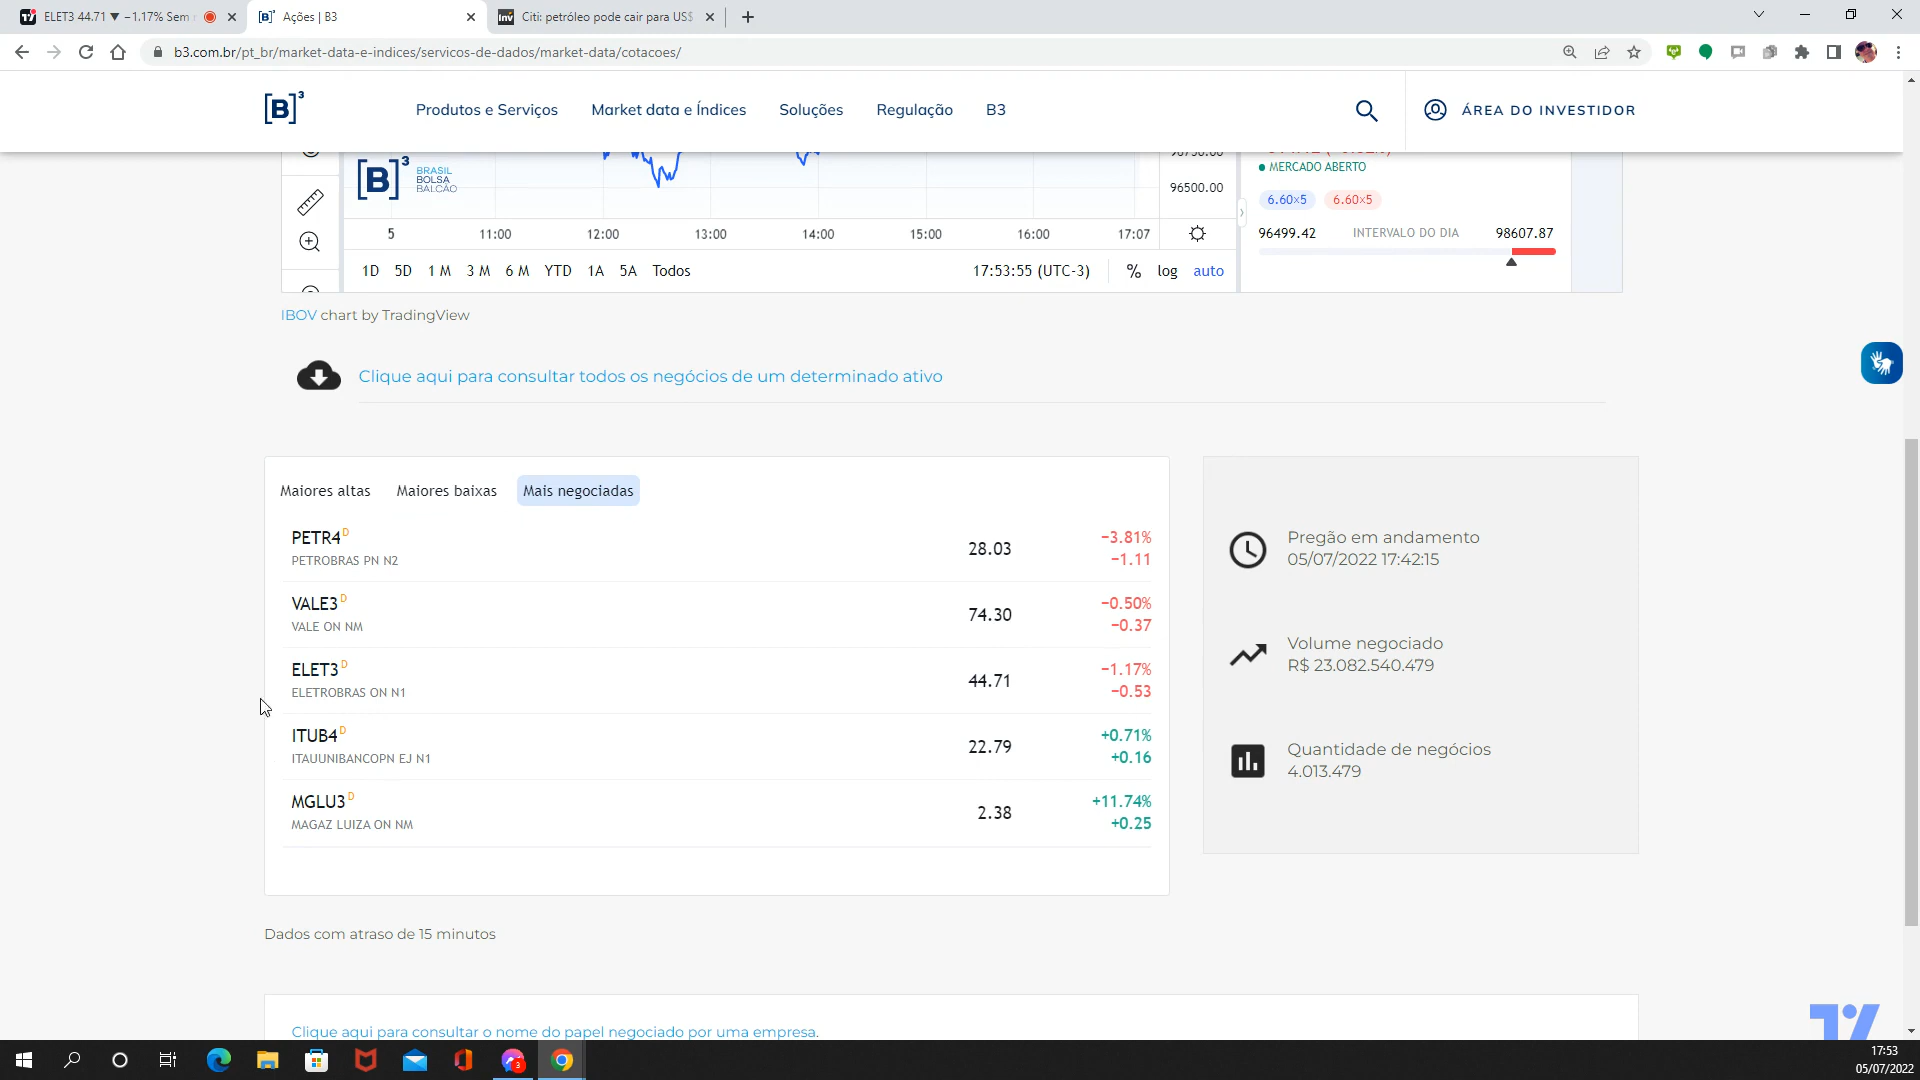 ELET3 44.71 ▼ −1.17% Sem
Ações | B3
Citi: petróleo pode cair para US$
b3.com.br/pt_br/market-data-e-indices/servicos-de-dados/market-data/cotacoes/
[B]³
Produtos e Serviços
Market data e Índices
Soluções
Regulação
B3
ÁREA DO INVESTIDOR
[B]³
BRASIL
BOLSA
BALCÃO
96500.00
MERCADO ABERTO
6.60×5
6.60×5
96499.42
INTERVALO DO DIA
98607.87
5
11:00
12:00
13:00
14:00
15:00
16:00
17:07
1D
5D
1 M
3 M
6 M
YTD
1A
5A
Todos
17:53:55 (UTC-3)
%
log
auto
IBOV chart by TradingView
Clique aqui para consultar todos os negócios de um determinado ativo
Maiores altas
Maiores baixas
Mais negociadas
PETR4 D
PETROBRAS PN N2
28.03
−3.81%
−1.11
VALE3 D
VALE ON NM
74.30
−0.50%
−0.37
ELET3 D
ELETROBRAS ON N1
44.71
−1.17%
−0.53
ITUB4 D
ITAUUNIBANCOPN EJ N1
22.79
+0.71%
+0.16
MGLU3 D
MAGAZ LUIZA ON NM
2.38
+11.74%
+0.25
Pregão em andamento
05/07/2022 17:42:15
Volume negociado
R$ 23.082.540.479
Quantidade de negócios
4.013.479
Dados com atraso de 15 minutos
Clique aqui para consultar o nome do papel negociado por uma empresa.
17:53
05/07/2022